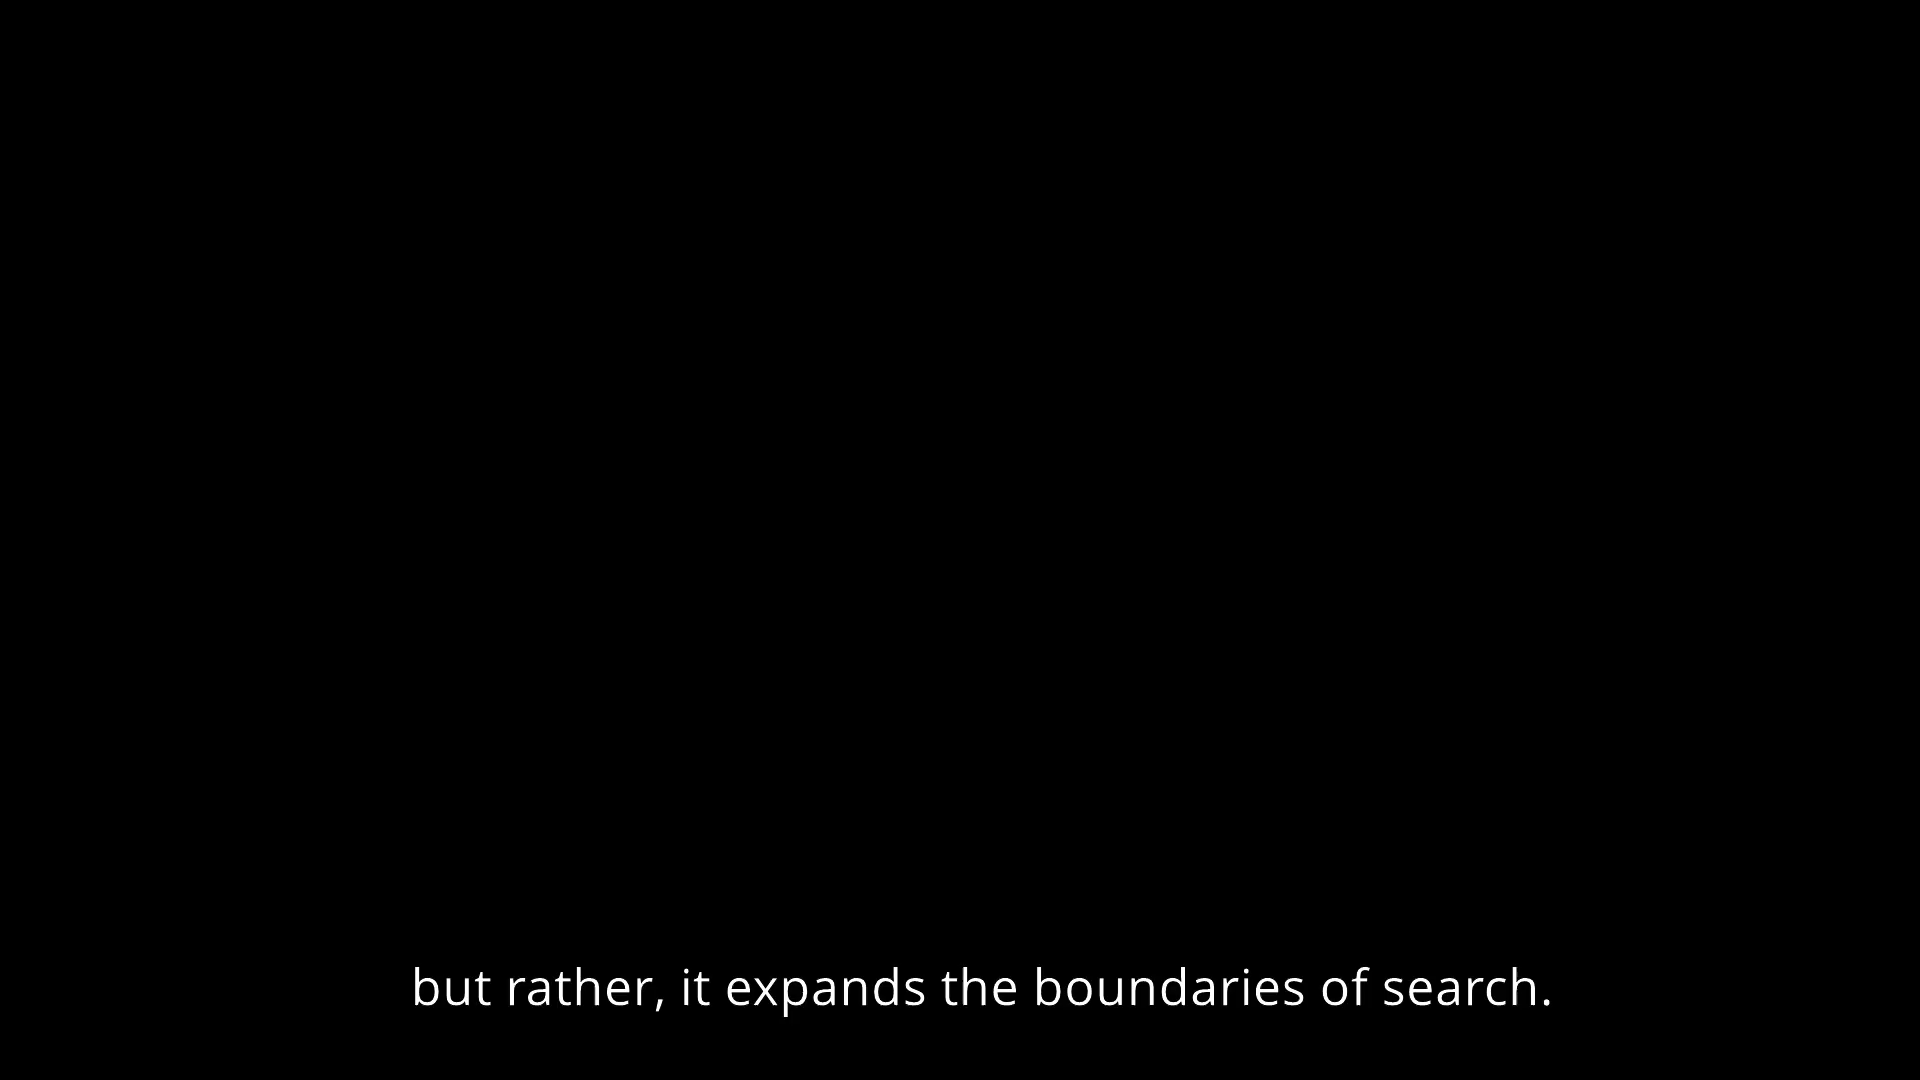 but rather, it expands the boundaries of search.